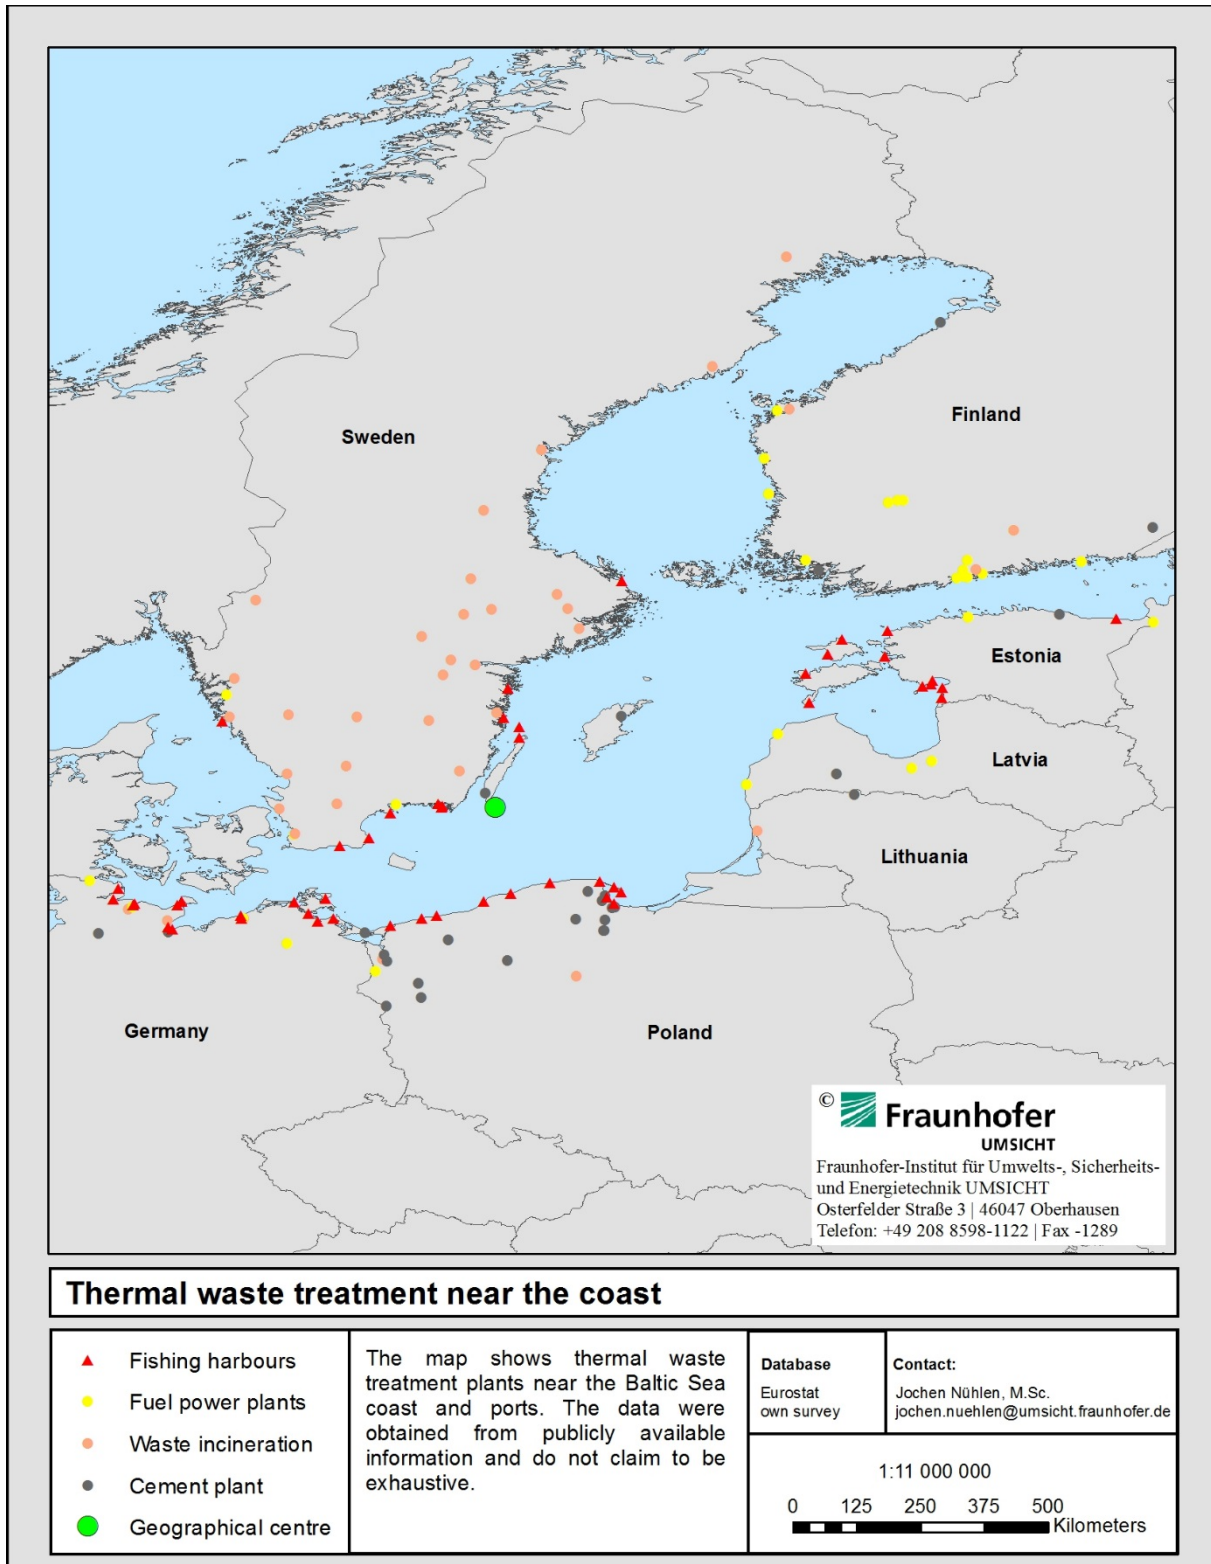 Sweden
Finland
Estonia
Latvia
Lithuania
Germany
Poland
©
Fraunhofer
UMSICHT
Fraunhofer-Institut für Umwelts-, Sicherheits-
und Energietechnik UMSICHT
Osterfelder Straße 3 | 46047 Oberhausen
Telefon: +49 208 8598-1122 | Fax -1289
Thermal waste treatment near the coast
Fishing harbours
Fuel power plants
Waste incineration
Cement plant
Geographical centre
The map shows thermal waste
treatment plants near the Baltic Sea
coast and ports. The data were
obtained from publicly available
information and do not claim to be
exhaustive.
Database
Eurostat
own survey
Contact:
Jochen Nühlen, M.Sc.
jochen.nuehlen@umsicht.fraunhofer.de
1:11 000 000
0 125 250 375 500
Kilometers